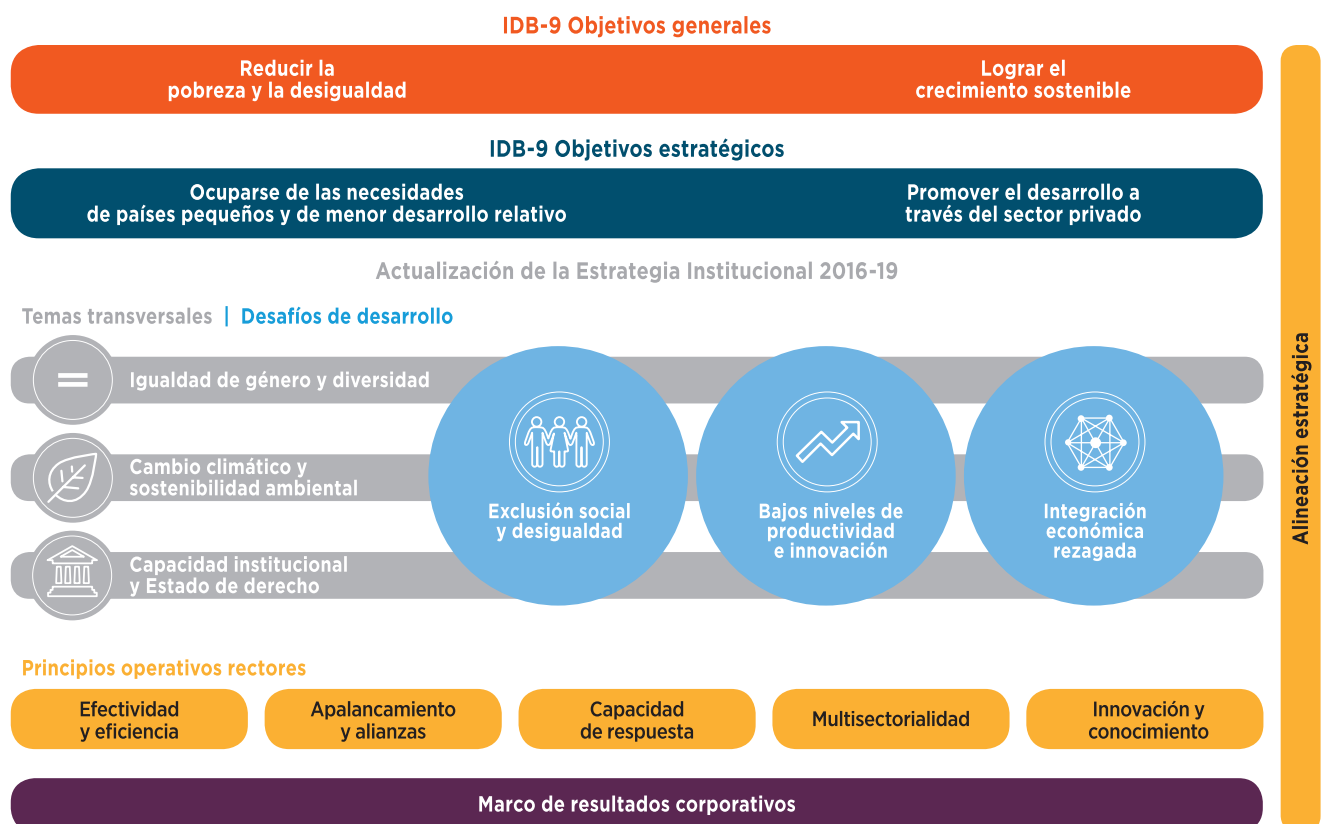 IDB-9 Objetivos generales
Reducir la
pobreza y la desigualdad
Lograr el
crecimiento sostenible
IDB-9 Objetivos estratégicos
Ocuparse de las necesidades
de países pequeños y de menor desarrollo relativo
Promover el desarrollo a
través del sector privado
Actualización de la Estrategia Institucional 2016-19
Temas transversales | Desafíos de desarrollo
Igualdad de género y diversidad
Cambio climático y
sostenibilidad ambiental
Capacidad institucional
y Estado de derecho
Exclusión social
y desigualdad
Bajos niveles de
productividad
e innovación
Integración
económica
rezagada
Principios operativos rectores
Efectividad
y eficiencia
Apalancamiento
y alianzas
Capacidad
de respuesta
Multisectorialidad
Innovación y
conocimiento
Marco de resultados corporativos
Alineación estratégica